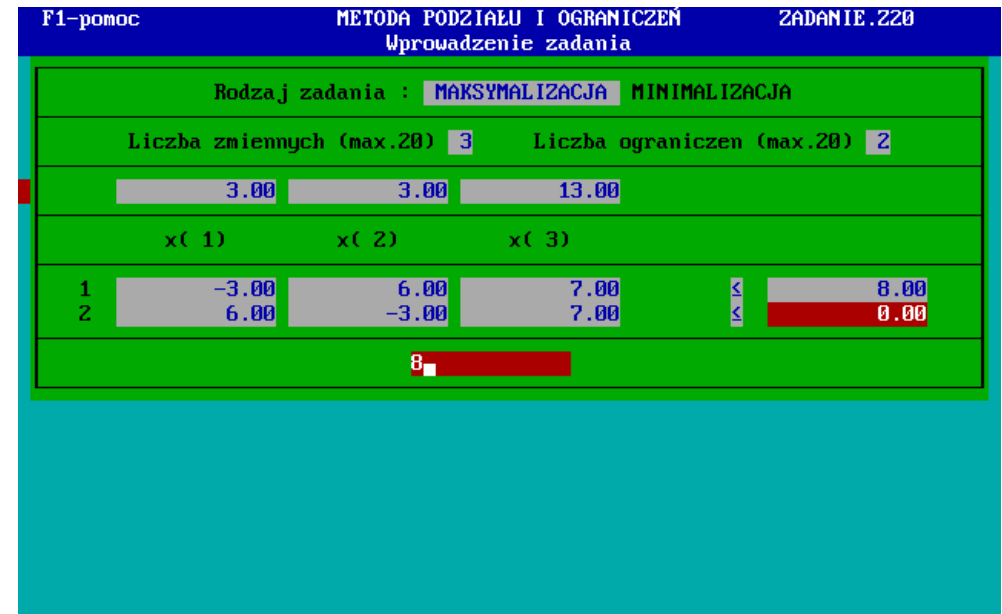 F1-pomoc METODA PODZIAŁU I OGRANICZEŃ ZADANIE.Z20
Wprowadzenie zadania
Rodzaj zadania : MAKSYMALIZACJA MINIMALIZACJA
Liczba zmiennych (max.20) 3 Liczba ograniczen (max.20) 2
3.00 3.00 13.00
x( 1) x( 2) x( 3)
1 -3.00 6.00 7.00 ≤ 8.00
2 6.00 -3.00 7.00 ≤ 0.00
8